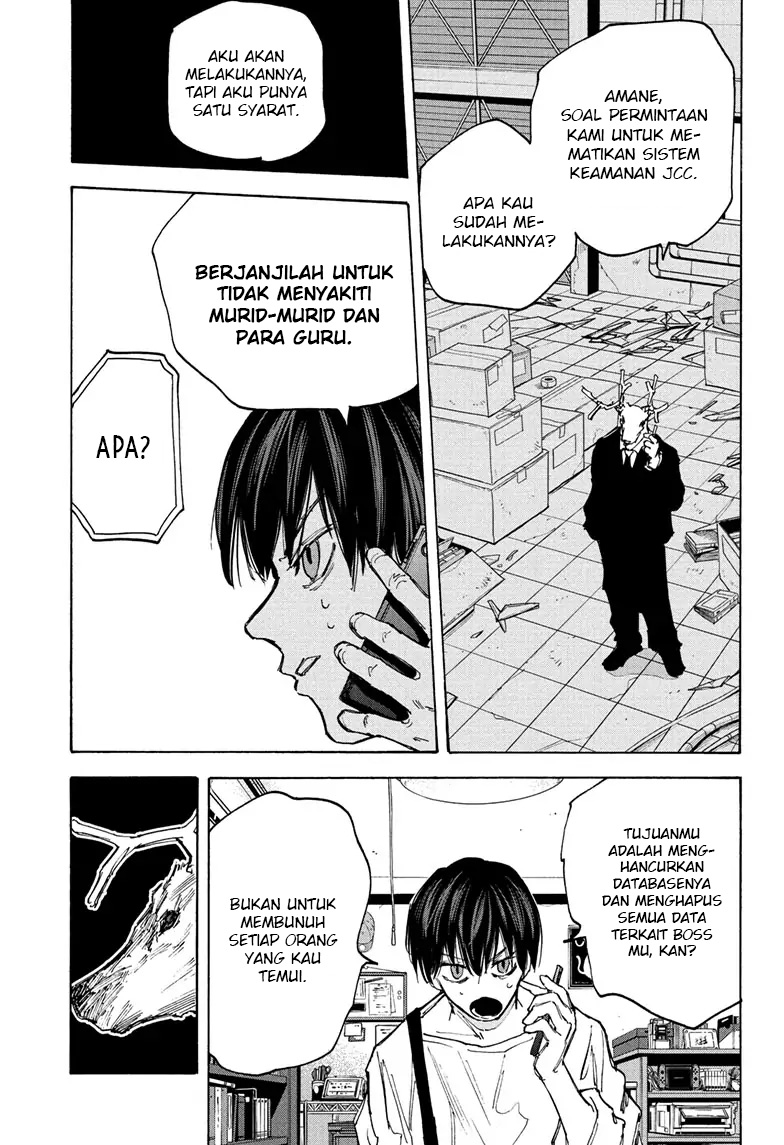 AMANE,
SOAL PERMINTAAN
KAMI UNTUK ME-
MATIKAN SISTEM
KEAMANAN JCC.
APA KAU
SUDAH ME-
LAKUKANNYA?
AKU AKAN
MELAKUKANNYA,
TAPI AKU PUNYA
SATU SYARAT.
BERJANJILAH UNTUK
TIDAK MENYAKITI
MURID-MURID DAN
PARA GURU.
APA?
TUJUANMU
ADALAH MENG-
HANCURKAN
DATABASENYA
DAN MENGHAPUS
SEMUA DATA
TERKAIT BOSS
MU, KAN?
BUKAN UNTUK
MEMBUNUH
SETIAP ORANG
YANG KAU
TEMUI.